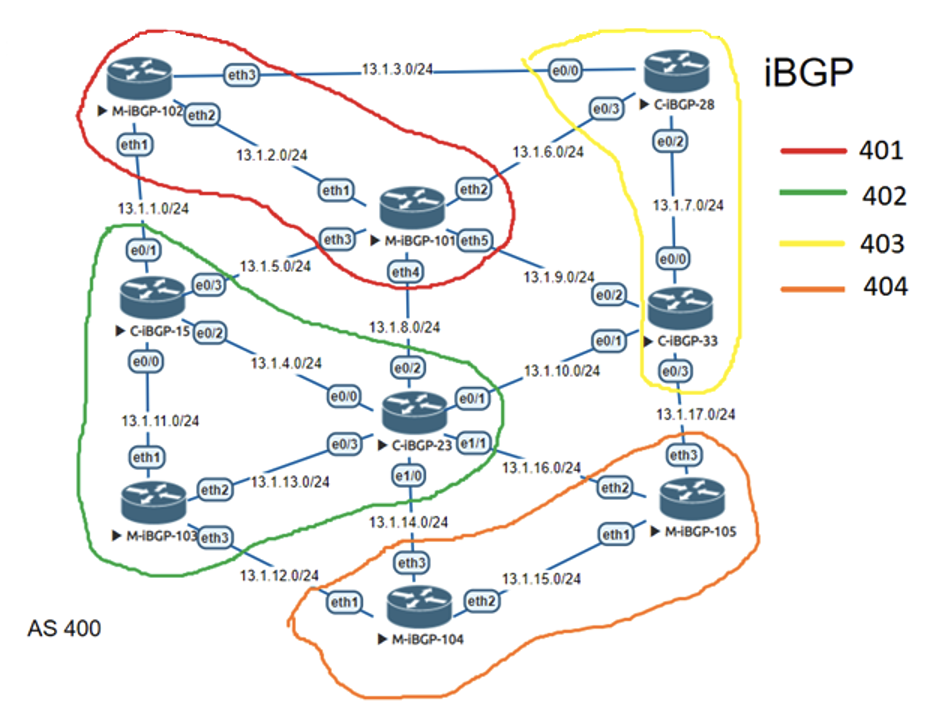 iBGP
eth3
13.1.3.0/24
e0/0
▶ M-iBGP-102
eth2
e0/3
▶ C-iBGP-28
eth1
e0/2
401
13.1.2.0/24
13.1.6.0/24
eth1
eth2
402
13.1.1.0/24
13.1.7.0/24
eth3
▶ M-iBGP-101
eth5
403
e0/1
13.1.5.0/24
eth4
13.1.9.0/24
e0/0
404
e0/3
e0/2
▶ C-iBGP-15
e0/2
13.1.8.0/24
e0/1
▶ C-iBGP-33
e0/0
13.1.4.0/24
e0/2
13.1.10.0/24
e0/3
e0/0
e0/1
13.1.11.0/24
13.1.17.0/24
e0/3
▶ C-iBGP-23
e1/1
eth1
eth3
eth2
13.1.13.0/24
e1/0
13.1.16.0/24
eth2
▶ M-iBGP-103
eth3
13.1.14.0/24
eth1
▶ M-iBGP-105
13.1.12.0/24
eth3
13.1.15.0/24
eth1
eth2
AS 400
▶ M-iBGP-104